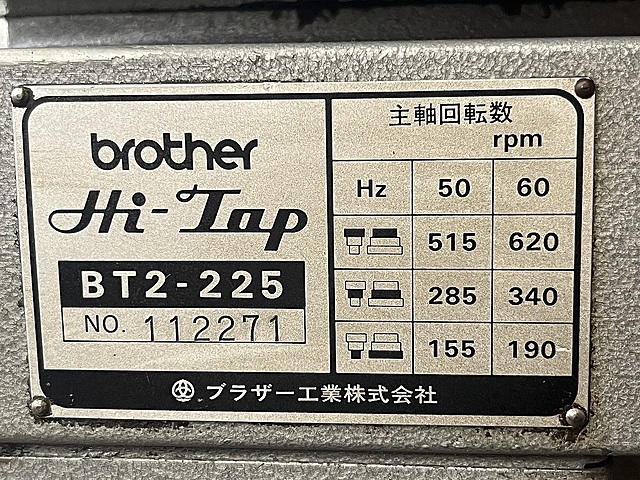 brother
Hi-Tap
BT2-225
NO. 112271
主軸回転数
rpm
Hz 50 60
515 620
285 340
155 190
ブラザー工業株式会社